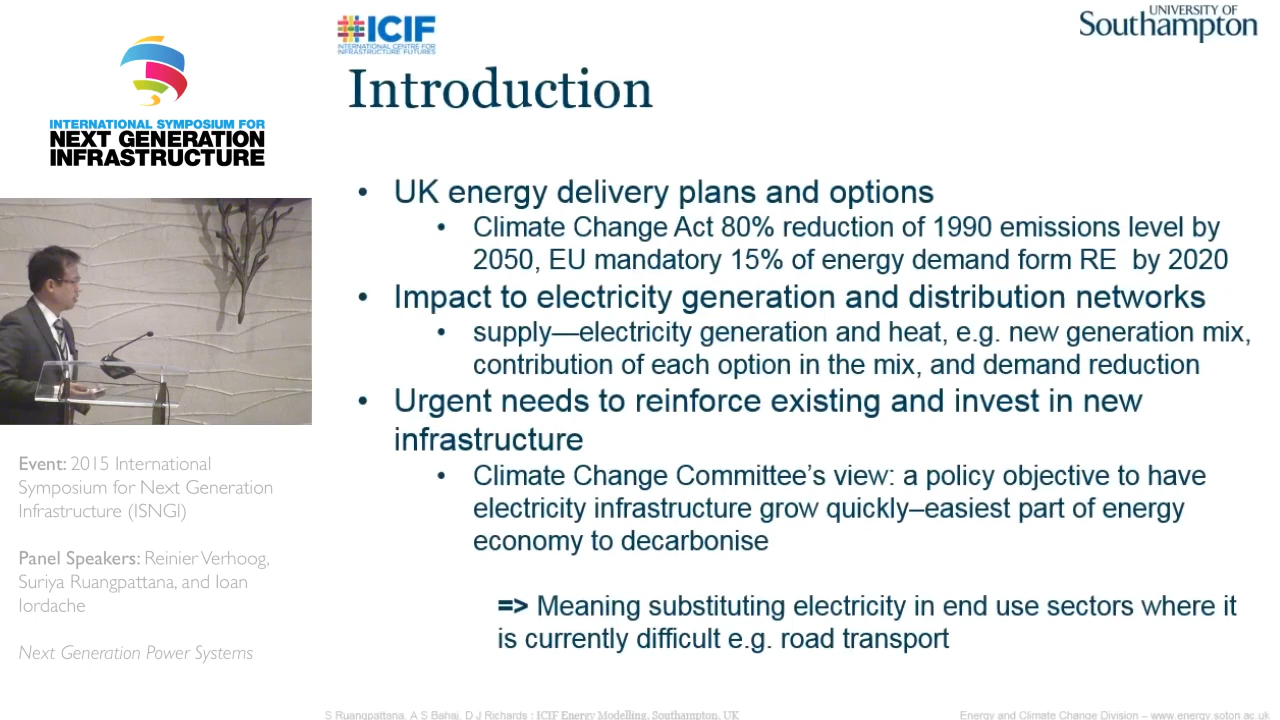 #ICIF
INTERNATIONAL CENTRE FOR
INFRASTRUCTURE FUTURES
UNIVERSITY OF
Southampton
INTERNATIONAL SYMPOSIUM FOR
NEXT GENERATION
INFRASTRUCTURE
Introduction
• UK energy delivery plans and options
• Climate Change Act 80% reduction of 1990 emissions level by
2050, EU mandatory 15% of energy demand form RE by 2020
• Impact to electricity generation and distribution networks
• supply—electricity generation and heat, e.g. new generation mix,
contribution of each option in the mix, and demand reduction
• Urgent needs to reinforce existing and invest in new
infrastructure
• Climate Change Committee's view: a policy objective to have
electricity infrastructure grow quickly–easiest part of energy
economy to decarbonise
=> Meaning substituting electricity in end use sectors where it
is currently difficult e.g. road transport
Event: 2015 International
Symposium for Next Generation
Infrastructure (ISNGI)
Panel Speakers: Reinier Verhoog,
Suriya Ruangpattana, and Ioan
Iordache
Next Generation Power Systems
S Ruangpattana, A S Bahaj, D J Richards : ICIF Energy Modelling, Southampton, UK
Energy and Climate Change Division – www.energy.soton.ac.uk